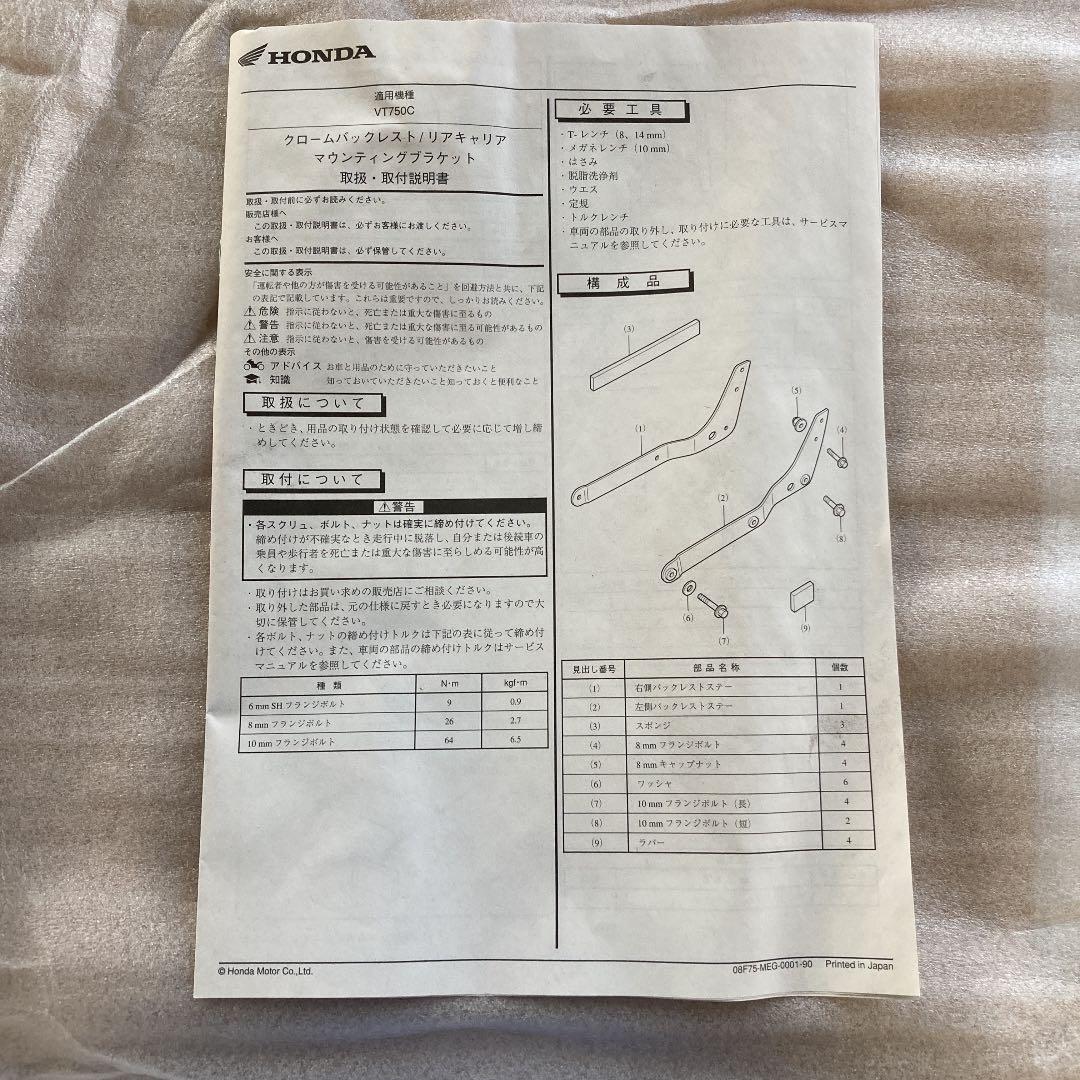 HONDA
適用機種
VT750C
クロームバックレスト/リアキャリア
マウンティングブラケット
取扱・取付説明書
取扱・取付前に必ずお読みください。
販売店様へ
この取扱・取付説明書は、必ずお客様にお渡しください。
お客様へ
この取扱・取付説明書は、必ず保管してください。
安全に関する表示
「運転者や他の方が傷害を受ける可能性があること」を回避方法と共に、下記
の表記で記載しています。これらは重要ですので、しっかりお読みください。
⚠危険 指示に従わないと、死亡または重大な傷害に至るもの
⚠警告 指示に従わないと、死亡または重大な傷害に至る可能性があるもの
⚠注意 指示に従わないと、傷害を受ける可能性があるもの
その他の表示
アドバイス お車と用品のために守っていただきたいこと
知識 知っておいていただきたいこと知っておくと便利なこと
取扱について
・ときどき、用品の取り付け状態を確認して必要に応じて増し締
めしてください。
取付について
⚠警告
・各スクリュ、ボルト、ナットは確実に締め付けてください。
締め付けが不確実なとき走行中に脱落し、自分または後続車の
乗員や歩行者を死亡または重大な傷害に至らしめる可能性が高
くなります。
・取り付けはお買い求めの販売店にご相談ください。
・取り外した部品は、元の仕様に戻すとき必要になりますので大
切に保管してください。
・各ボルト、ナットの締め付けトルクは下記の表に従って締め付
けてください。また、車両の部品の締め付けトルクはサービス
マニュアルを参照してください。
種類 N・m kgf・m
6 mm SH フランジボルト 9 0.9
8 mm フランジボルト 26 2.7
10 mm フランジボルト 64 6.5
必要工具
・T-レンチ（8、14 mm）
・メガネレンチ（10 mm）
・はさみ
・脱脂洗浄剤
・ウエス
・定規
・トルクレンチ
・車両の部品の取り外し、取り付けに必要な工具は、サービスマ
ニュアルを参照してください。
構成品
(3)
(1)
(5)
(4)
(2)
(8)
(6)
(7)
(9)
見出し番号 部品名称 個数
(1) 右側バックレストステー 1
(2) 左側バックレストステー 1
(3) スポンジ 3
(4) 8 mm フランジボルト 4
(5) 8 mm キャップナット 4
(6) ワッシャ 6
(7) 10 mm フランジボルト（長） 4
(8) 10 mm フランジボルト（短） 2
(9) ラバー 4
© Honda Motor Co.,Ltd.
08F75-MEG-0001-90 Printed in Japan